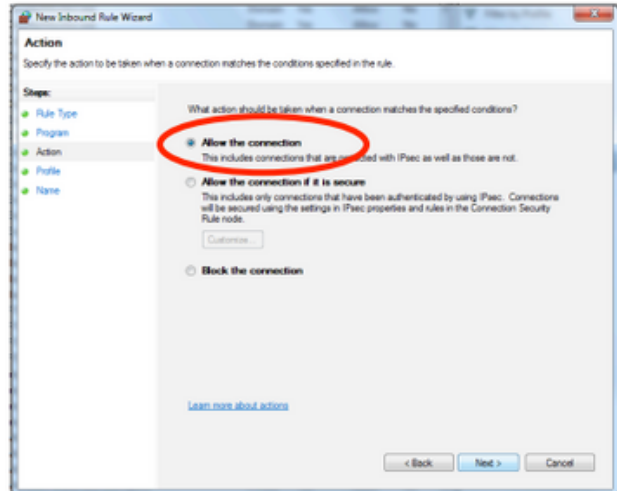 New Inbound Rule Wizard
Action
Specify the action to be taken when a connection matches the conditions specified in the rule.
Steps:
Rule Type
Program
Action
Profile
Name
What action should be taken when a connection matches the specified conditions?
Allow the connection
This includes connections that are protected with IPsec as well as those are not.
Allow the connection if it is secure
This includes only connections that have been authenticated by using IPsec. Connections
will be secured using the settings in IPsec properties and rules in the Connection Security
Rule node.
Customize...
Block the connection
Learn more about actions
< Back
Next >
Cancel